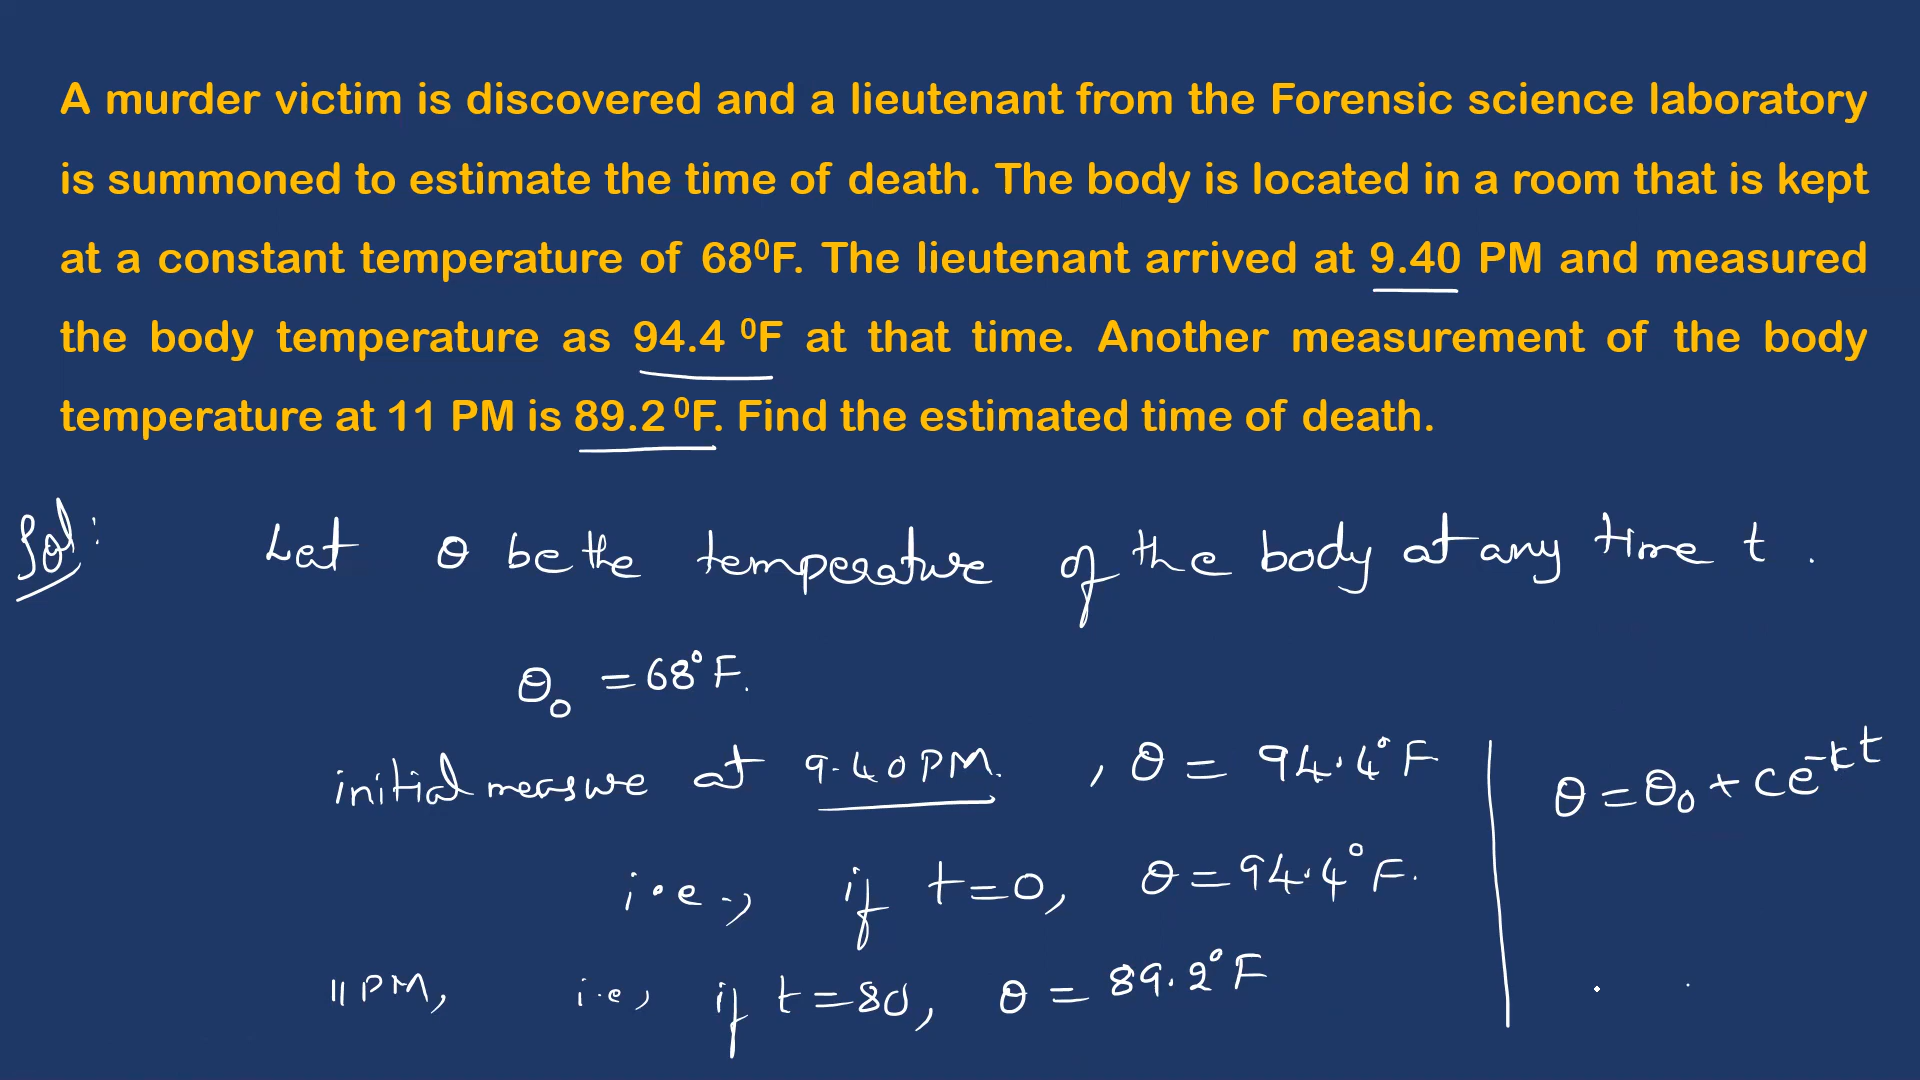 A murder victim is discovered and a lieutenant from the Forensic science laboratory
is summoned to estimate the time of death. The body is located in a room that is kept
at a constant temperature of 68⁰F. The lieutenant arrived at 9.40 PM and measured
the body temperature as 94.4 ⁰F at that time. Another measurement of the body
temperature at 11 PM is 89.2 ⁰F. Find the estimated time of death.
Sol: Let θ be the temperature of the body at any time t.
θ₀ = 68°F.
initial measure at 9.40 PM. , θ = 94.4°F
θ = θ₀ + ce^-kt
i.e., if t=0, θ = 94.4°F.
11 PM, i.e, if t=80, θ = 89.2°F